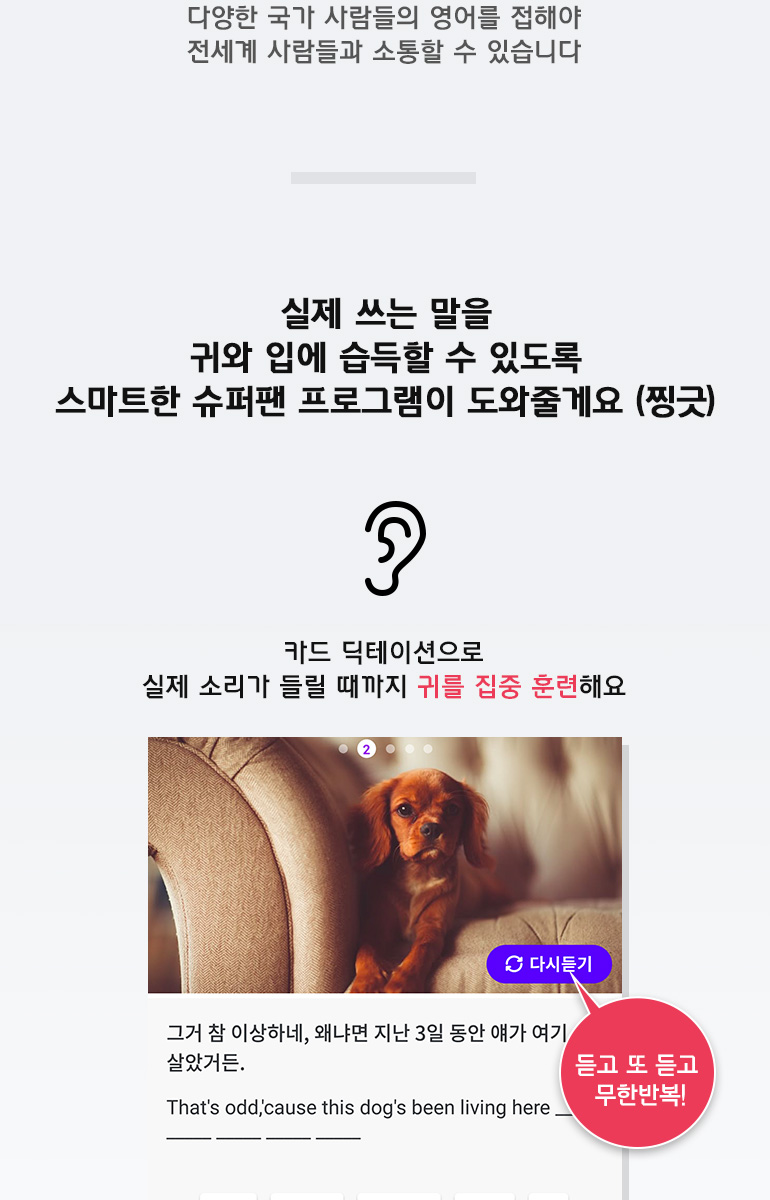 다양한 국가 사람들의 영어를 접해야
전세계 사람들과 소통할 수 있습니다
실제 쓰는 말을
귀와 입에 습득할 수 있도록
스마트한 슈퍼팬 프로그램이 도와줄게요 (찡긋)
카드 딕테이션으로
실제 소리가 들릴 때까지 귀를 집중 훈련해요
2
다시듣기
그거 참 이상하네, 왜냐면 지난 3일 동안 얘가 여기
살았거든.
듣고 또 듣고
무한반복!
That's odd,'cause this dog's been living here __
____ ____ ____ ____